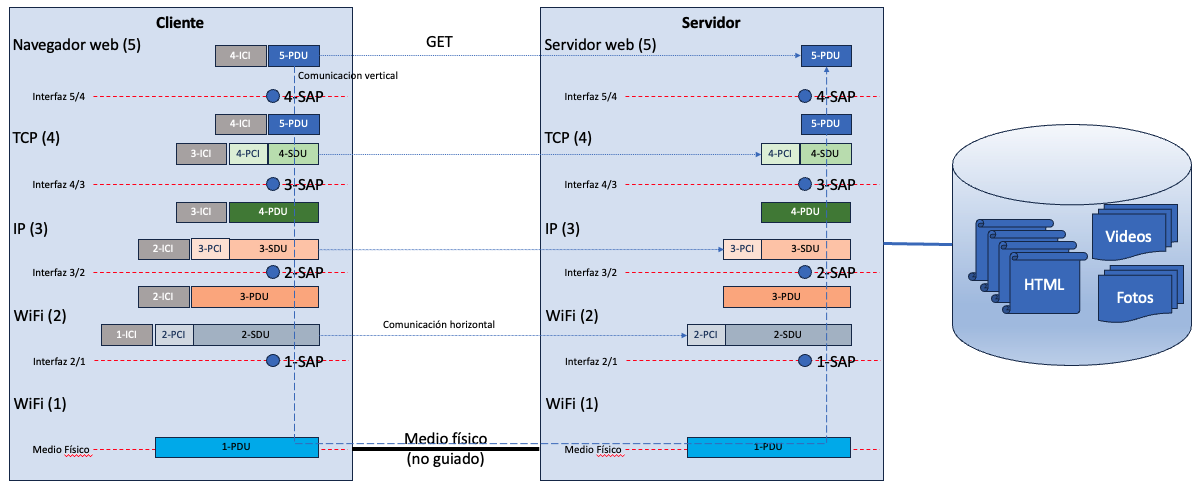 Cliente
Navegador web (5)
4-ICI 5-PDU
Comunicacion vertical
Interfaz 5/4
4-SAP
4-ICI 5-PDU
TCP (4)
3-ICI 4-PCI 4-SDU
Interfaz 4/3
3-SAP
3-ICI 4-PDU
IP (3)
2-ICI 3-PCI 3-SDU
Interfaz 3/2
2-SAP
2-ICI 3-PDU
WiFi (2)
1-ICI 2-PCI 2-SDU
Interfaz 2/1
1-SAP
WiFi (1)
1-PDU
Medio Físico
GET
Comunicación horizontal
Medio físico
(no guiado)
Servidor
Servidor web (5)
5-PDU
Interfaz 5/4
4-SAP
5-PDU
TCP (4)
4-PCI 4-SDU
Interfaz 4/3
3-SAP
4-PDU
IP (3)
3-PCI 3-SDU
Interfaz 3/2
2-SAP
3-PDU
WiFi (2)
2-PCI 2-SDU
Interfaz 2/1
1-SAP
WiFi (1)
1-PDU
Medio Físico
HTML
Videos
Fotos